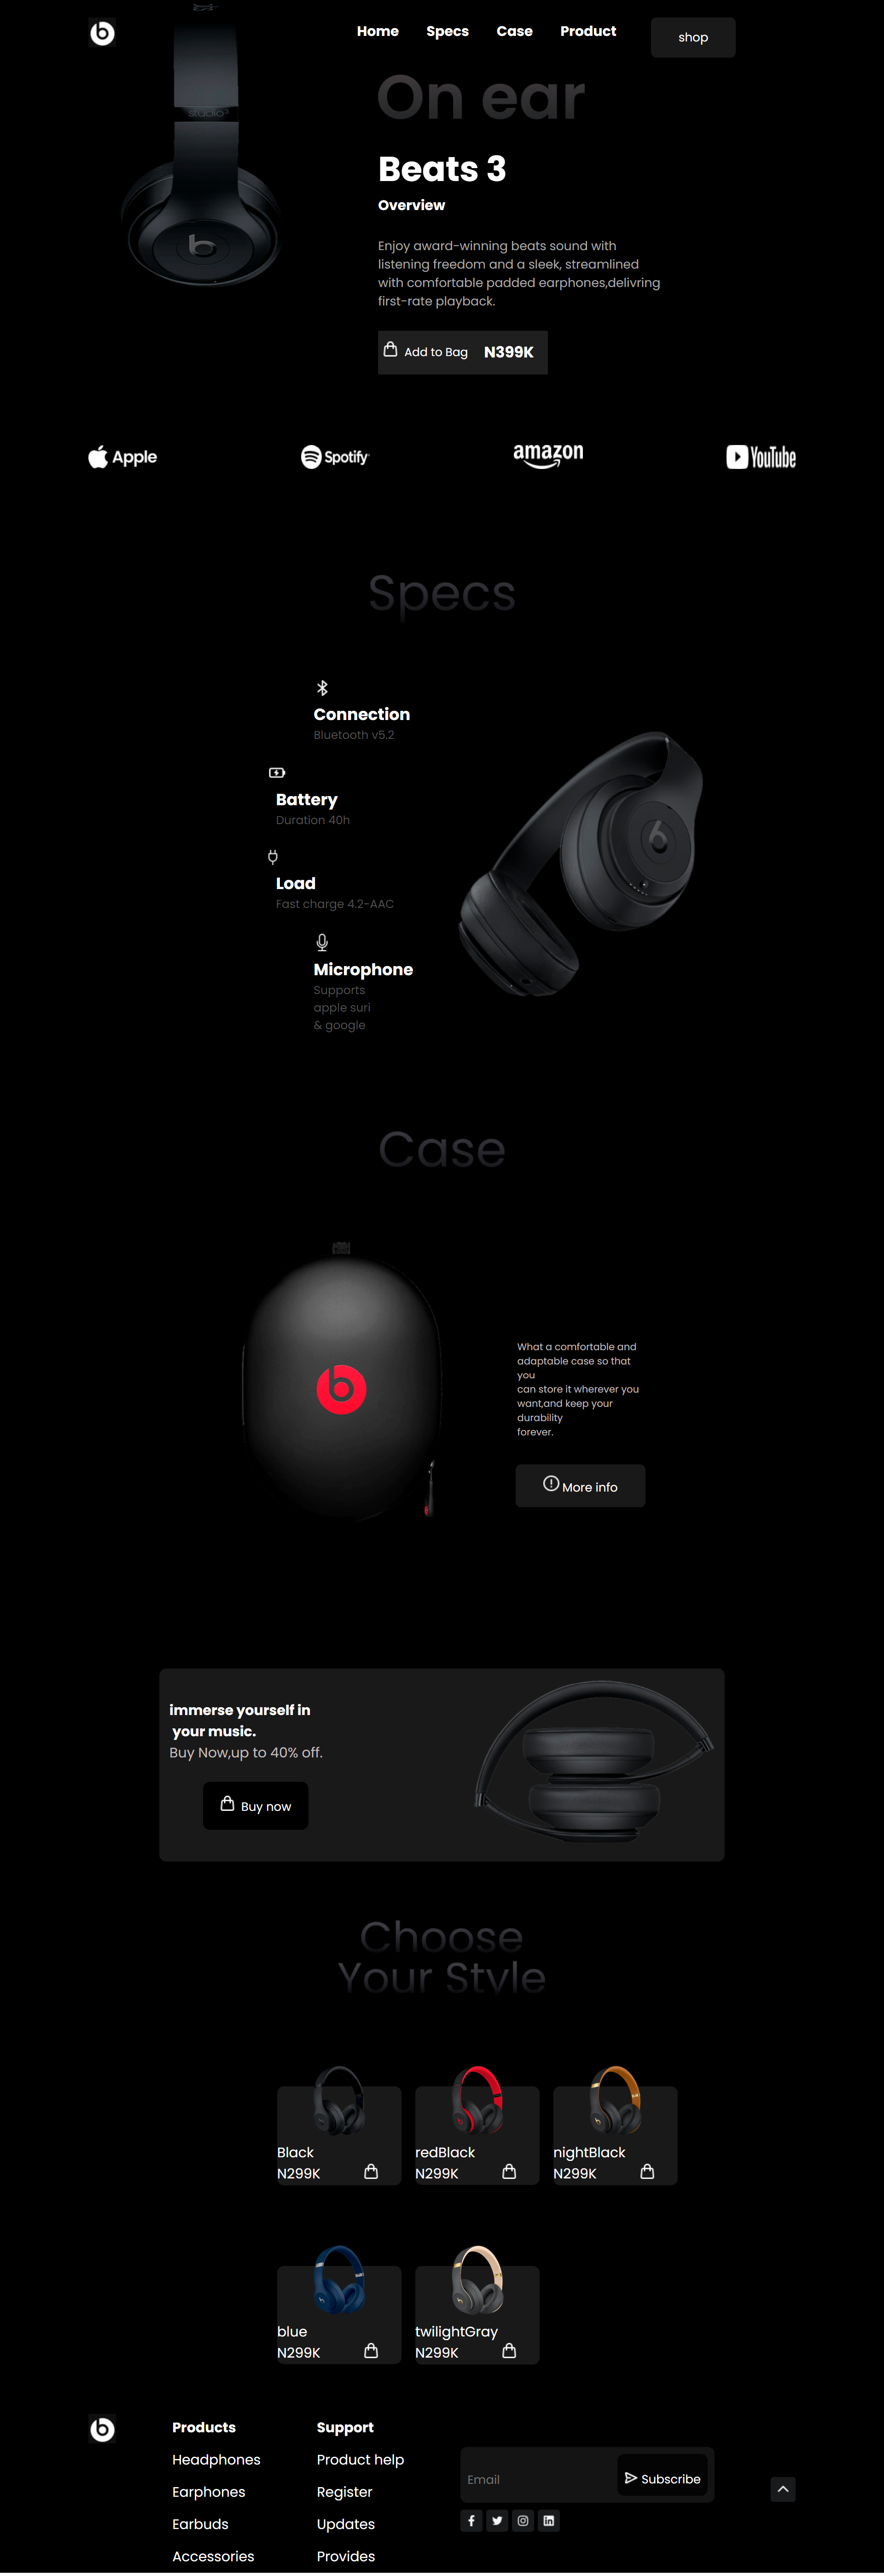 Home Specs Case Product shop
studio³
On ear
Beats 3
Overview
Enjoy award-winning beats sound with
listening freedom and a sleek, streamlined
with comfortable padded earphones,delivring
first-rate playback.
Add to Bag N399K
Apple Spotify amazon YouTube
Specs
Connection
Bluetooth v5.2
Battery
Duration 40h
Load
Fast charge 4.2-AAC
Microphone
Supports
apple suri
& google
Case
What a comfortable and
adaptable case so that
you
can store it wherever you
want,and keep your
durability
forever.
More info
immerse yourself in
your music.
Buy Now,up to 40% off.
Buy now
Choose
Your Style
Black
N299K
redBlack
N299K
nightBlack
N299K
blue
N299K
twilightGray
N299K
Products
Headphones
Earphones
Earbuds
Accessories
Support
Product help
Register
Updates
Provides
Email Subscribe